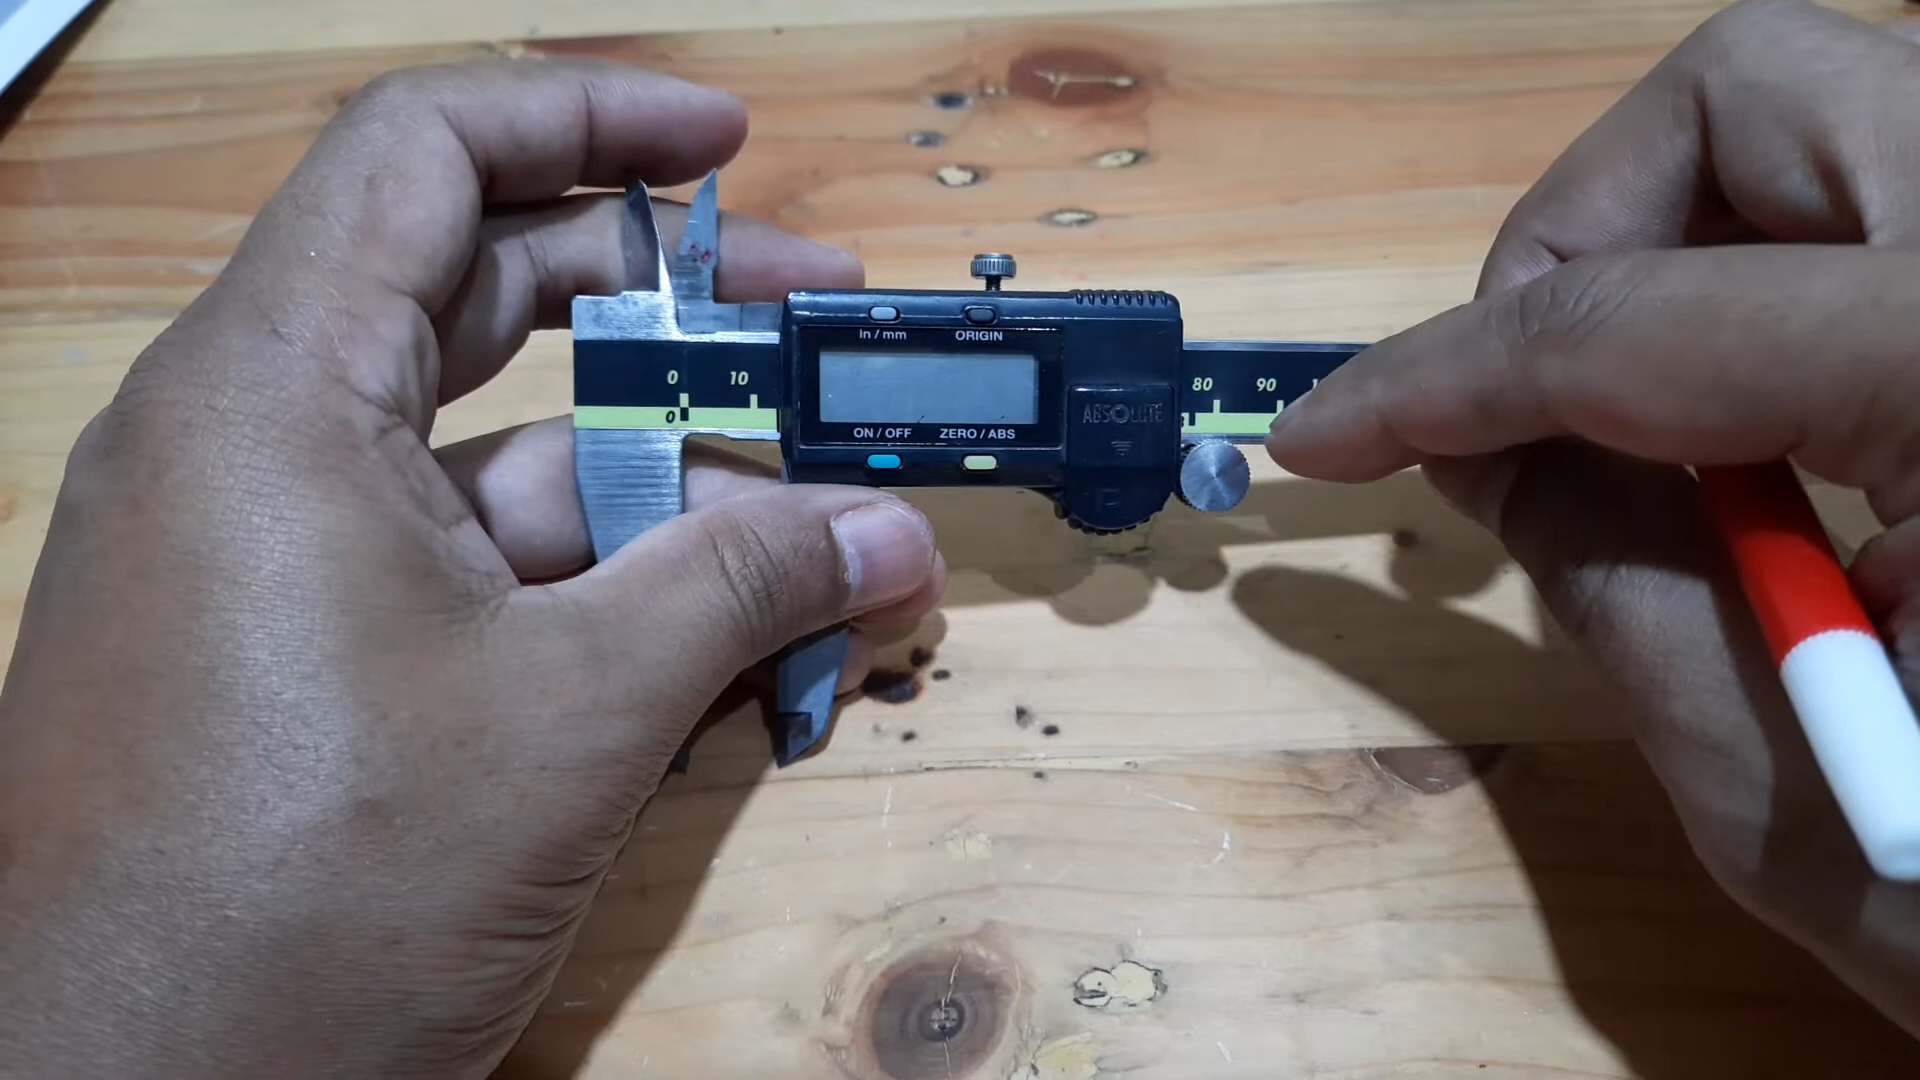 in / mm ORIGIN
0 10
80 90
0
ABSOLUTE
ON / OFF ZERO / ABS